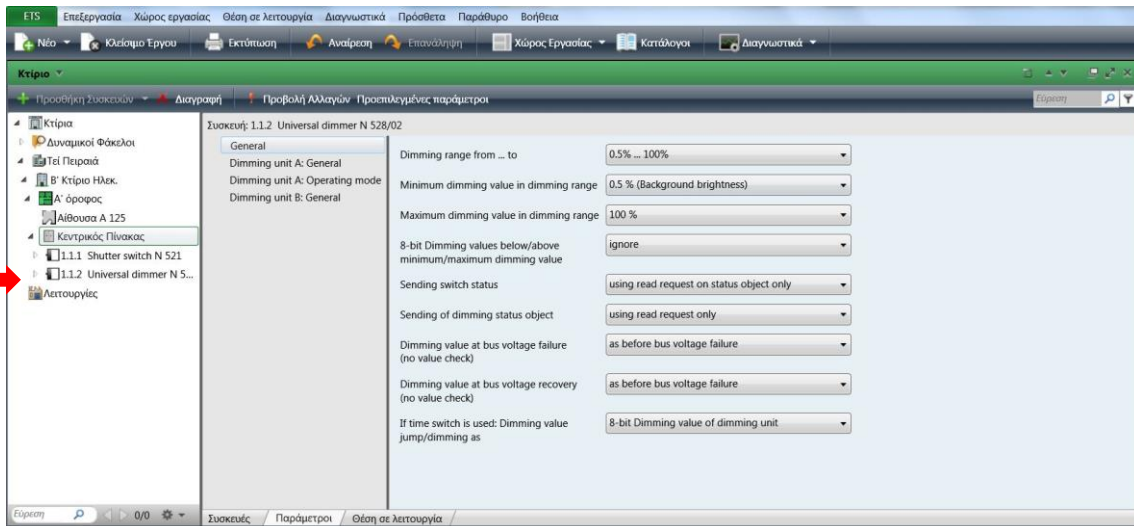 ETS Επεξεργασία Χώρος εργασίας Θέση σε λειτουργία Διαγνωστικά Πρόσθετα Παράθυρο Βοήθεια
Νέο Κλείσιμο Έργου Εκτύπωση Αναίρεση Επανάληψη Χώρος Εργασίας Κατάλογοι Διαγνωστικά
Κτίριο
Προσθήκη Συσκευών Διαγραφή Προβολή Αλλαγών Προεπιλεγμένες παράμετροι Εύρεση
Κτίρια
Δυναμικοί Φάκελοι
Τεί Πειραιά
Β' Κτίριο Ηλεκ.
Α' όροφος
Αίθουσα Α 125
Κεντρικός Πίνακας
1.1.1 Shutter switch N 521
1.1.2 Universal dimmer N 5...
Λειτουργίες
Εύρεση 0/0
Συσκευή: 1.1.2 Universal dimmer N 528/02
General
Dimming unit A: General
Dimming unit A: Operating mode
Dimming unit B: General
Dimming range from ... to 0.5% ... 100%
Minimum dimming value in dimming range 0.5 % (Background brightness)
Maximum dimming value in dimming range 100 %
8-bit Dimming values below/above ignore
minimum/maximum dimming value
Sending switch status using read request on status object only
Sending of dimming status object using read request only
Dimming value at bus voltage failure as before bus voltage failure
(no value check)
Dimming value at bus voltage recovery as before bus voltage failure
(no value check)
If time switch is used: Dimming value 8-bit Dimming value of dimming unit
jump/dimming as
Συσκευές Παράμετροι Θέση σε λειτουργία